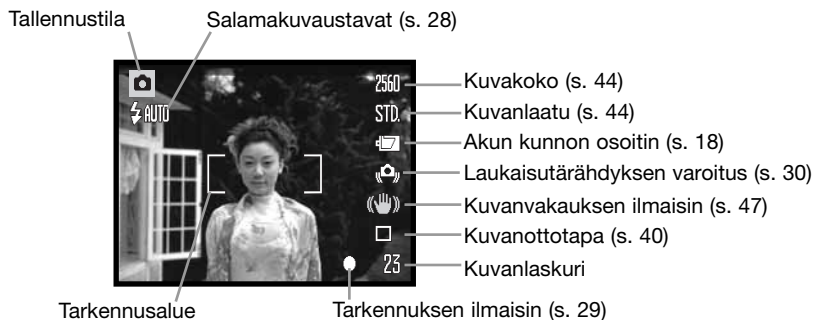 Tallennustila
Salamakuvaustavat (s. 28)
AUTO
2560
Kuvakoko (s. 44)
STD.
Kuvanlaatu (s. 44)
Akun kunnon osoitin (s. 18)
Laukaisutärähdyksen varoitus (s. 30)
Kuvanvakauksen ilmaisin (s. 47)
Kuvanottotapa (s. 40)
23
Kuvanlaskuri
Tarkennusalue
Tarkennuksen ilmaisin (s. 29)